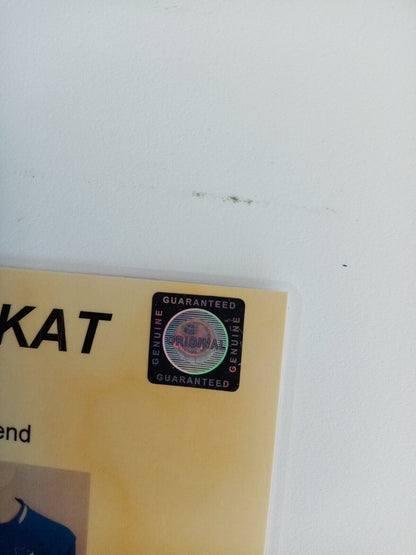 GUARANTEED
KAT
GENUINE
ORIGINAL
GENUINE
GUARANTEED
end